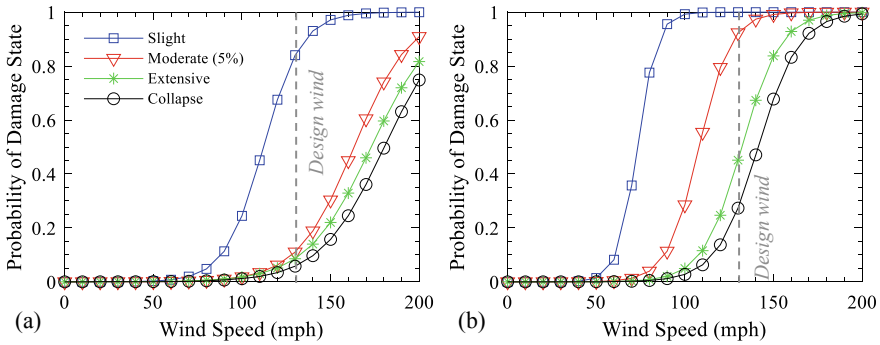 Probability of Damage State
1
0.8
0.6
0.4
0.2
0
Slight
Moderate (5%)
Extensive
Collapse
Design wind
0
50
100
150
200
(a)
Wind Speed (mph)
Probability of Damage State
1
0.8
0.6
0.4
0.2
0
Design wind
0
50
100
150
200
(b)
Wind Speed (mph)